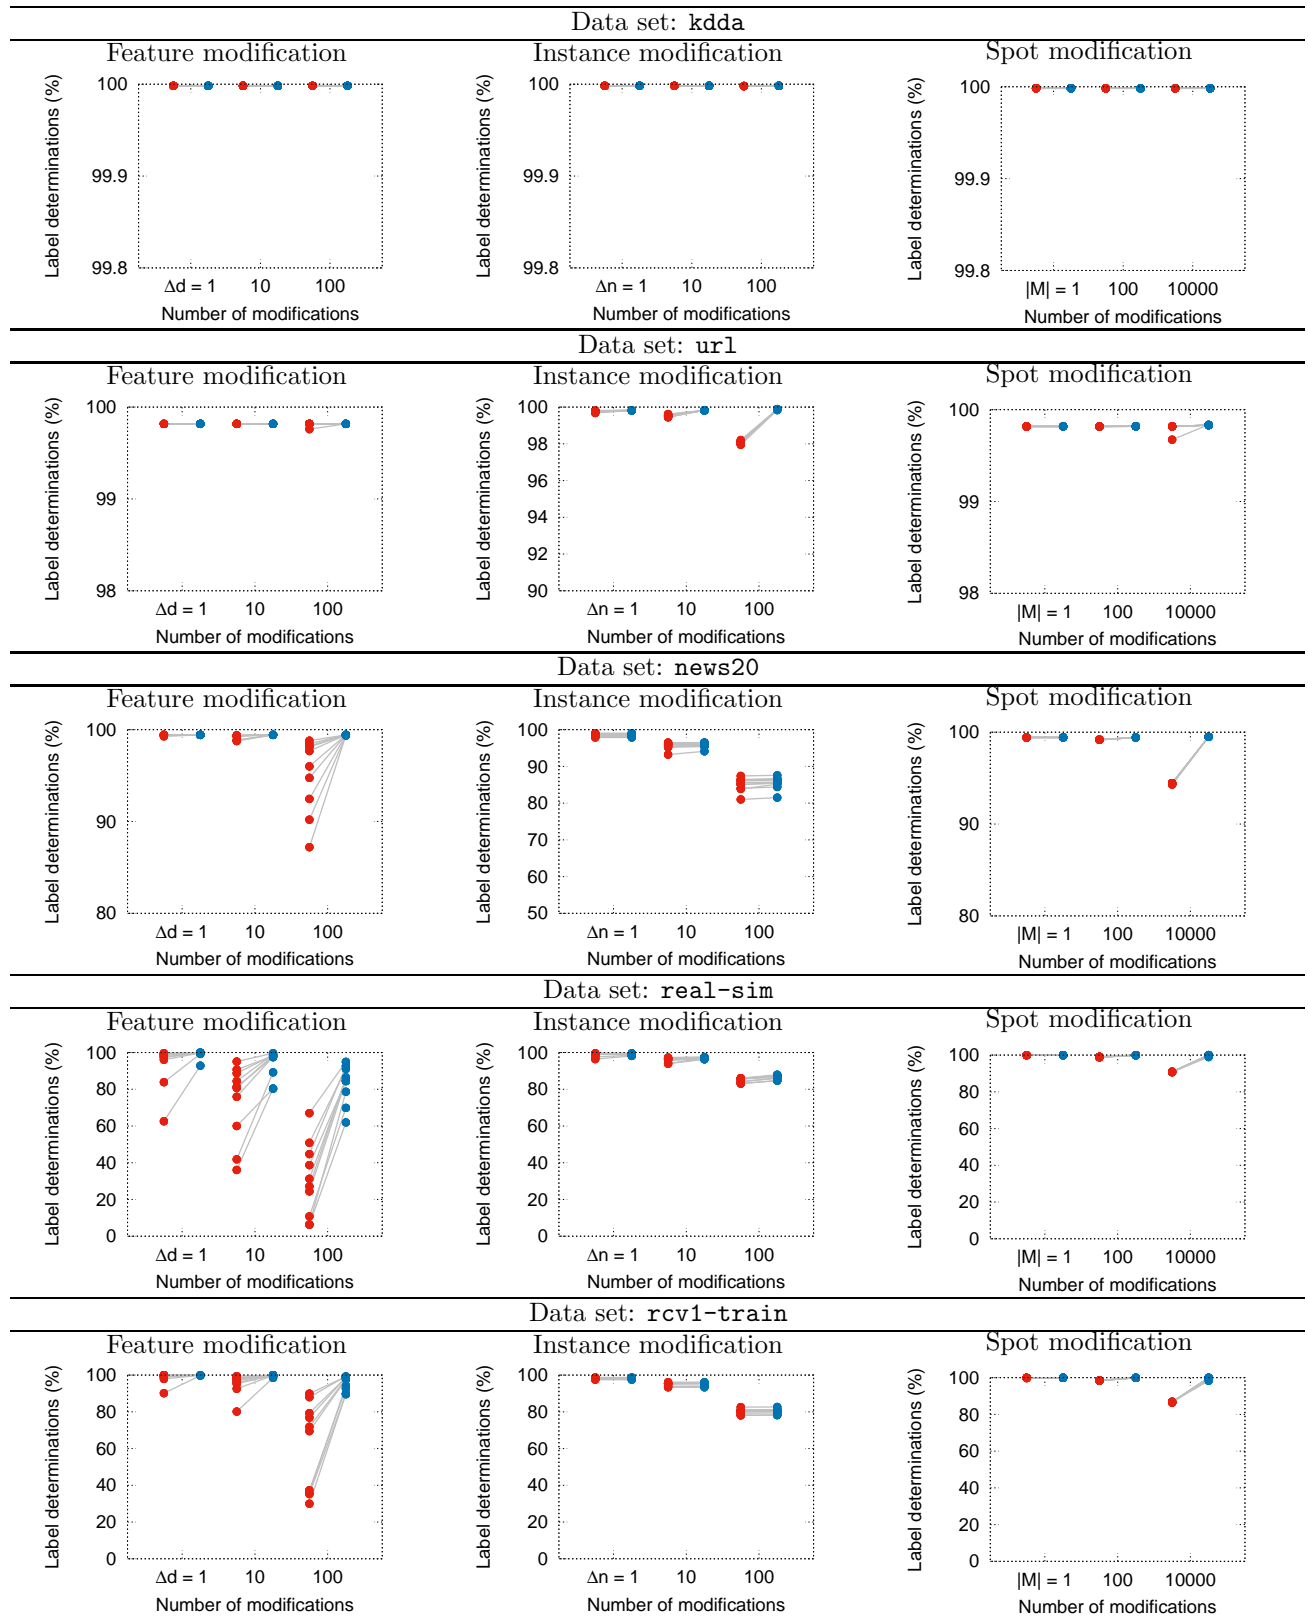 Data set: kdda
Feature modification
Label determinations (%)
100
99.9
99.8
Δd = 1 10 100
Number of modifications
Instance modification
Label determinations (%)
100
99.9
99.8
Δn = 1 10 100
Number of modifications
Spot modification
Label determinations (%)
100
99.9
99.8
|M| = 1 100 10000
Number of modifications
Data set: url
Feature modification
Label determinations (%)
100
99
98
Δd = 1 10 100
Number of modifications
Instance modification
Label determinations (%)
100
98
96
94
92
90
Δn = 1 10 100
Number of modifications
Spot modification
Label determinations (%)
100
99
98
|M| = 1 100 10000
Number of modifications
Data set: news20
Feature modification
Label determinations (%)
100
90
80
Δd = 1 10 100
Number of modifications
Instance modification
Label determinations (%)
100
90
80
70
60
50
Δn = 1 10 100
Number of modifications
Spot modification
Label determinations (%)
100
90
80
|M| = 1 100 10000
Number of modifications
Data set: real-sim
Feature modification
Label determinations (%)
100
80
60
40
20
0
Δd = 1 10 100
Number of modifications
Instance modification
Label determinations (%)
100
80
60
40
20
0
Δn = 1 10 100
Number of modifications
Spot modification
Label determinations (%)
100
80
60
40
20
0
|M| = 1 100 10000
Number of modifications
Data set: rcv1-train
Feature modification
Label determinations (%)
100
80
60
40
20
0
Δd = 1 10 100
Number of modifications
Instance modification
Label determinations (%)
100
80
60
40
20
0
Δn = 1 10 100
Number of modifications
Spot modification
Label determinations (%)
100
80
60
40
20
0
|M| = 1 100 10000
Number of modifications